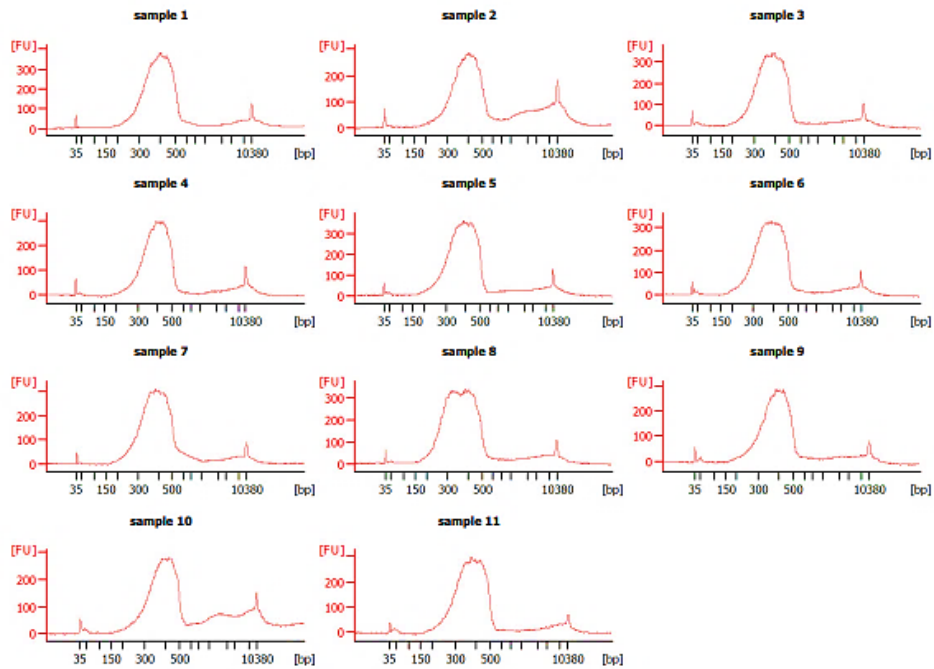 sample 1 sample 2 sample 3
[FU] [FU] [FU]
300 200 300
200 100 200
100 0 100
0 0
35 150 300 500 10380 [bp] 35 150 300 500 10380 [bp] 35 150 300 500 10380 [bp]
sample 4 sample 5 sample 6
[FU] [FU] [FU]
200 300 300
100 200 200
0 100 100
0 0
35 150 300 500 10380 [bp] 35 150 300 500 10380 [bp] 35 150 300 500 10380 [bp]
sample 7 sample 8 sample 9
[FU] [FU] [FU]
200 300 200
100 200 100
0 100 0
0
35 150 300 500 10380 [bp] 35 150 300 500 10380 [bp] 35 150 300 500 10380 [bp]
sample 10 sample 11
[FU] [FU]
200 200
100 100
0 0
35 150 300 500 10380 [bp] 35 150 300 500 10380 [bp]